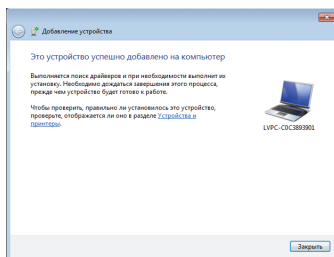 Добавление устройства
Это устройство успешно добавлено на компьютер
Выполняется поиск драйверов и при необходимости выполнит их
установку. Необходимо дождаться завершения этого процесса,
прежде чем устройство будет готово к работе.
Чтобы проверить, правильно ли установилось это устройство,
проверьте, отображается ли оно в разделе Устройства и
принтеры.
LVPC-C0C3893901
Закрыть